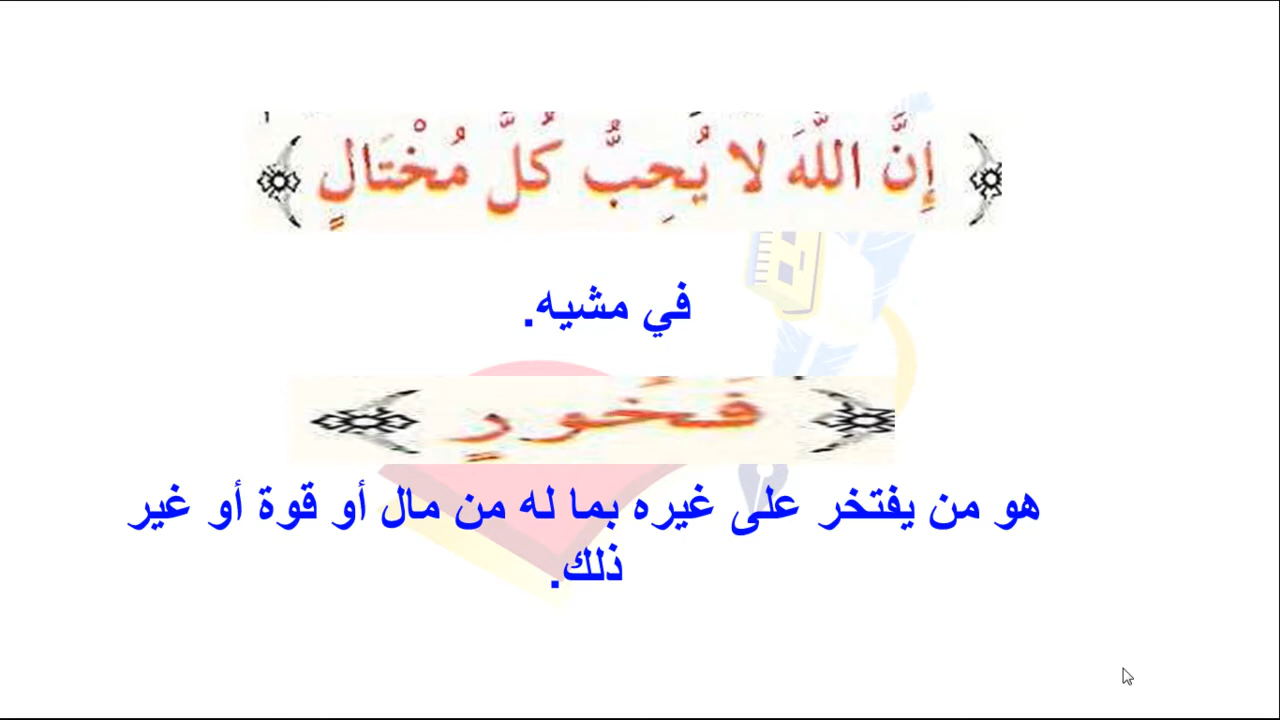 ﴿ إِنَّ اللَّهَ لا يُحِبُّ كُلَّ مُخْتَالٍ ﴾
في مشيه.
﴿ فَخُورٍ ﴾
هو من يفتخر على غيره بما له من مال أو قوة أو غير
ذلك.